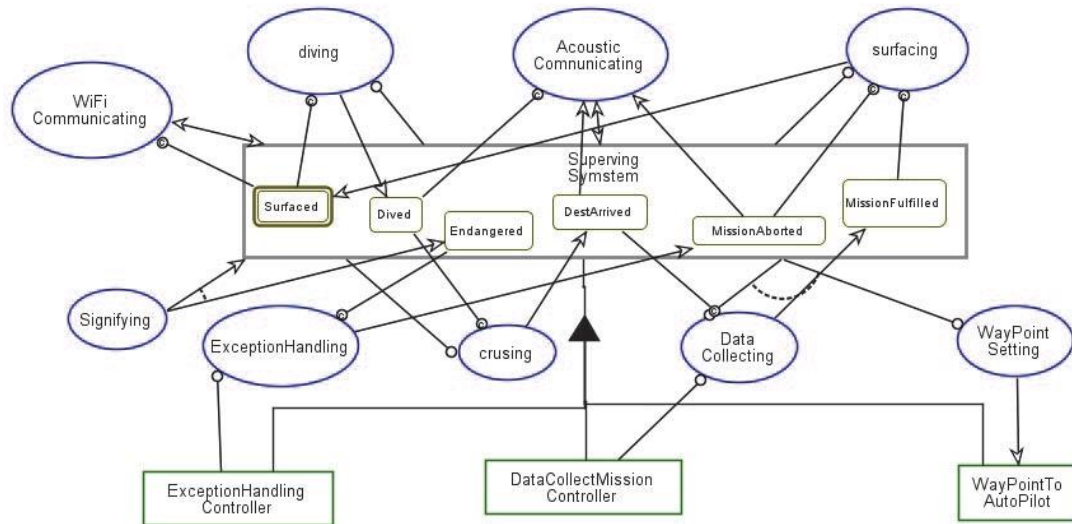 diving
Acoustic
Communicating
surfacing
WiFi
Communicating
Superving
Symstem
Surfaced
Dived
Endangered
DestArrived
MissionAborted
MissionFulfilled
Signifying
ExceptionHandling
crusing
Data
Collecting
WayPoint
Setting
ExceptionHandling
Controller
DataCollectMission
Controller
WayPointTo
AutoPilot